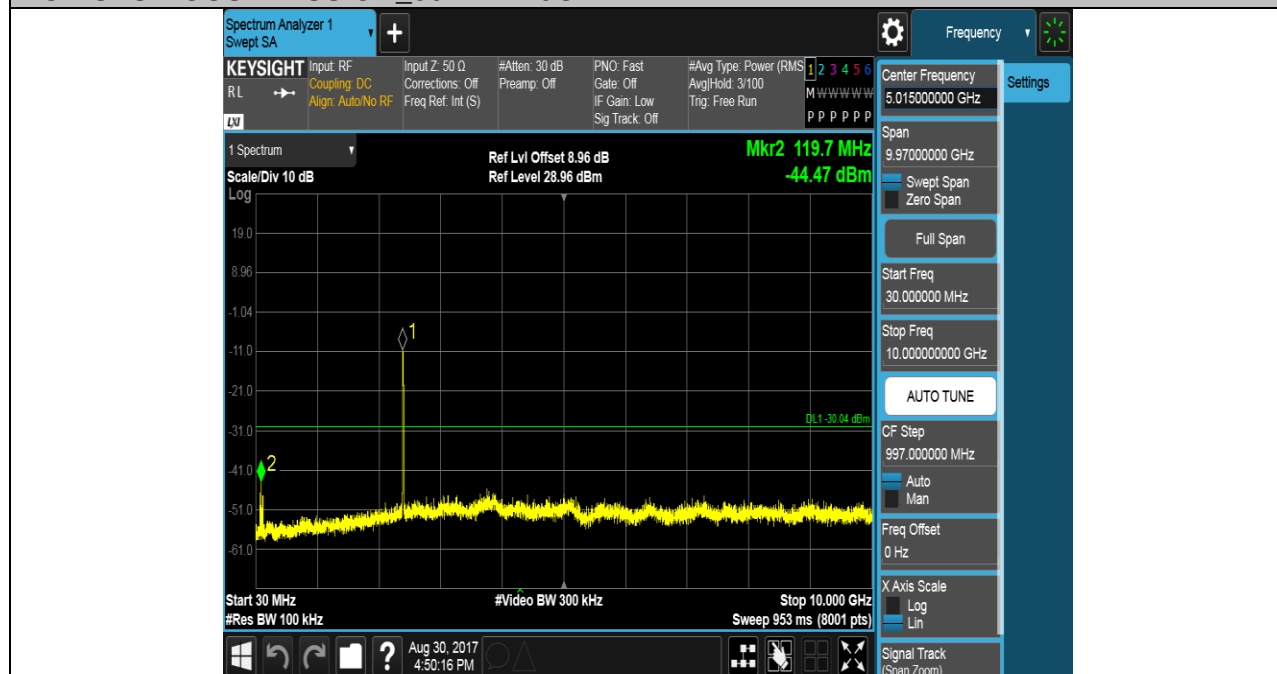 Spectrum Analyzer 1
Swept SA
+
Frequency
KEYSIGHT
RL
LXI
Input: RF
Coupling: DC
Align: Auto/No RF
Input Z: 50 Ω
Corrections: Off
Freq Ref: Int (S)
#Atten: 30 dB
Preamp: Off
PNO: Fast
Gate: Off
IF Gain: Low
Sig Track: Off
#Avg Type: Power (RMS
Avg|Hold: 3/100
Trig: Free Run
1 2 3 4 5 6
M W W W W W
P P P P P P
1 Spectrum
Scale/Div 10 dB
Log
Ref Lvl Offset 8.96 dB
Ref Level 28.96 dBm
Mkr2 119.7 MHz
-44.47 dBm
19.0
8.96
-1.04
1
-11.0
-21.0
DL1 -30.04 dBm
-31.0
2
-41.0
-51.0
-61.0
Start 30 MHz
#Res BW 100 kHz
#Video BW 300 kHz
Stop 10.000 GHz
Sweep 953 ms (8001 pts)
?
Aug 30, 2017
4:50:16 PM
Center Frequency
5.015000000 GHz
Settings
Span
9.97000000 GHz
Swept Span
Zero Span
Full Span
Start Freq
30.000000 MHz
Stop Freq
10.000000000 GHz
AUTO TUNE
CF Step
997.000000 MHz
Auto
Man
Freq Offset
0 Hz
X Axis Scale
Log
Lin
Signal Track
(Span Zoom)